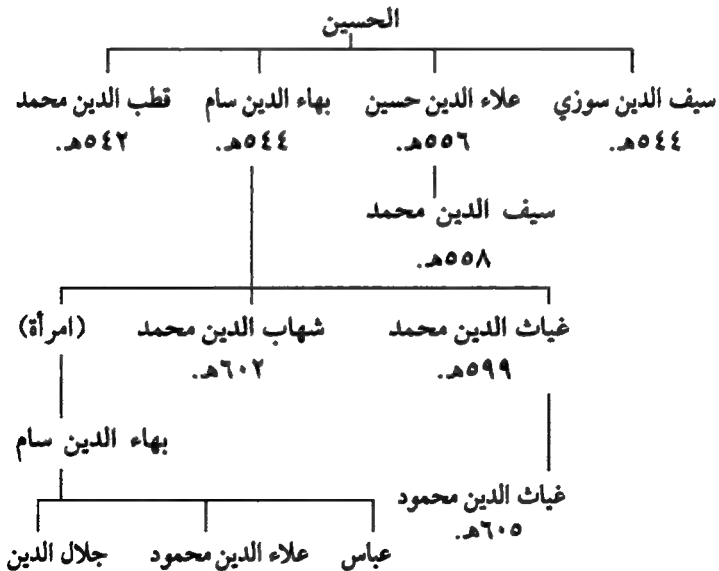 الحسين
سيف الدين سوزي علاء الدين حسين بهاء الدين سام قطب الدين محمد
٥٤٤هـ. ٥٥٦هـ. ٥٤٤هـ. ٥٤٢هـ.
سيف الدين محمد
٥٥٨هـ.
غياث الدين محمد شهاب الدين محمد (امرأة)
٥٩٩هـ. ٦٠٢هـ.
بهاء الدين سام
غياث الدين محمود
٦٠٥هـ.
عباس علاء الدين محمود جلال الدين